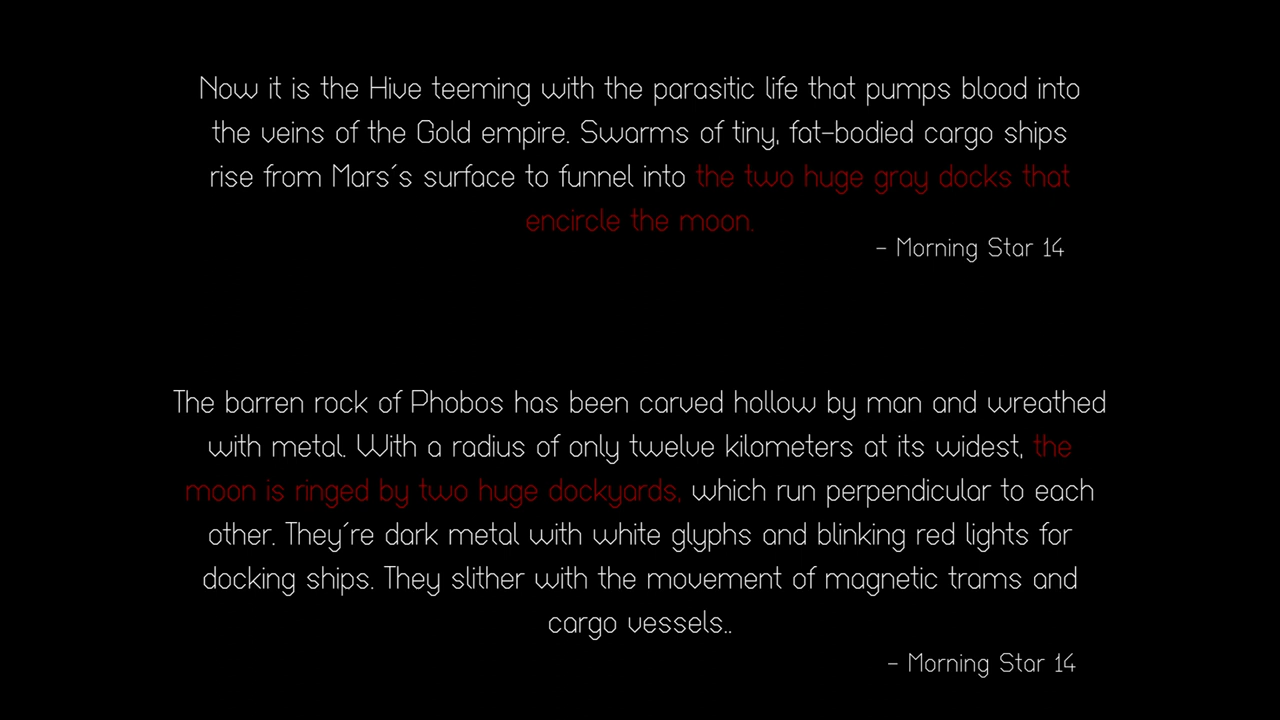 Now it is the Hive teeming with the parasitic life that pumps blood into
the veins of the Gold empire. Swarms of tiny, fat-bodied cargo ships
rise from Mars´s surface to funnel into the two huge gray docks that
encircle the moon.
- Morning Star 14
The barren rock of Phobos has been carved hollow by man and wreathed
with metal. With a radius of only twelve kilometers at its widest, the
moon is ringed by two huge dockyards, which run perpendicular to each
other. They´re dark metal with white glyphs and blinking red lights for
docking ships. They slither with the movement of magnetic trams and
cargo vessels..
- Morning Star 14